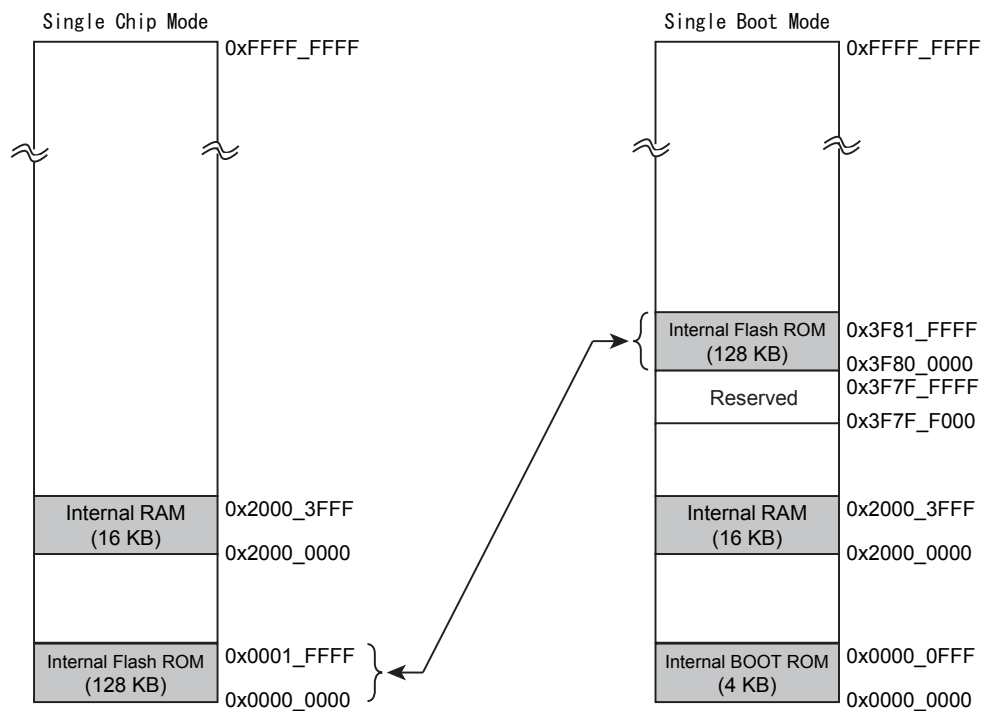 Single Chip Mode
0xFFFF_FFFF
Internal RAM
(16 KB)
0x2000_3FFF
0x2000_0000
Internal Flash ROM
(128 KB)
0x0001_FFFF
0x0000_0000
Single Boot Mode
0xFFFF_FFFF
Internal Flash ROM
(128 KB)
0x3F81_FFFF
0x3F80_0000
Reserved
0x3F7F_FFFF
0x3F7F_F000
Internal RAM
(16 KB)
0x2000_3FFF
0x2000_0000
Internal BOOT ROM
(4 KB)
0x0000_0FFF
0x0000_0000